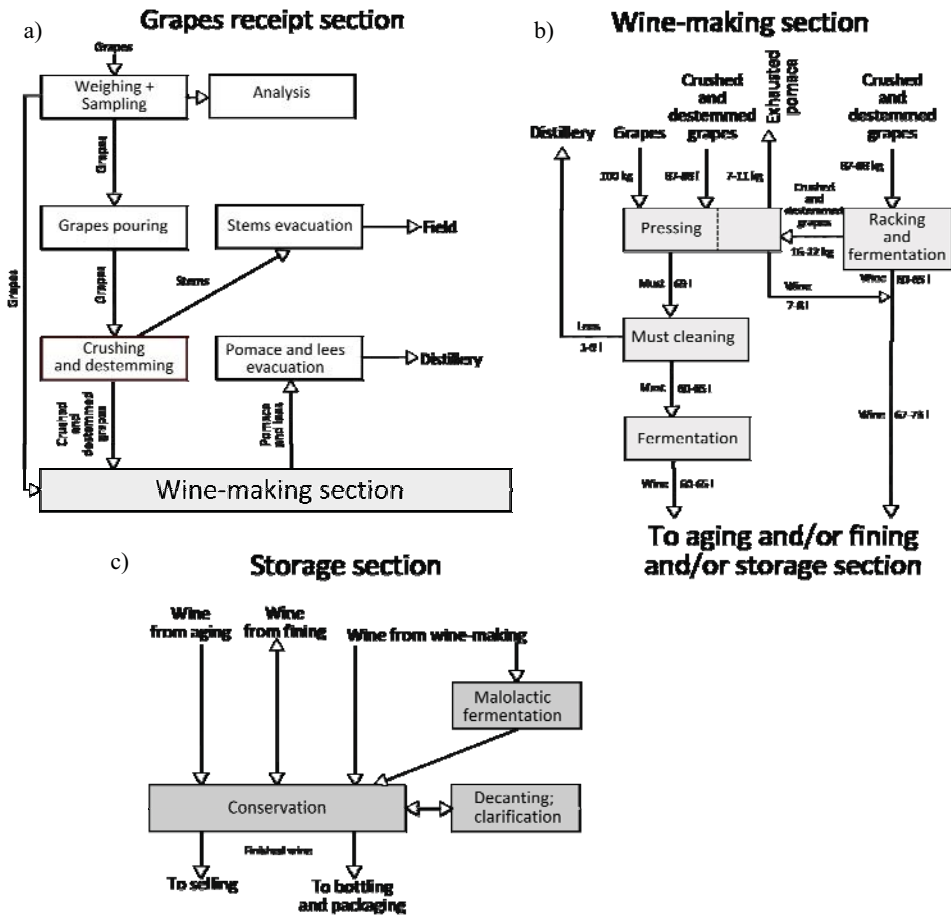 a)
Grapes receipt section
Grapes
Weighing +
Sampling
Analysis
Grapes
Grapes pouring
Stems evacuation
Field
Grapes
Grapes
Stems
Crushing
and destemming
Pomace and lees
evacuation
Distillery
Crushed
and
destemmed
grapes
Pomace
and lees
Wine-making section
b)
Wine-making section
Distillery
Grapes
Crushed
and
destemmed
grapes
Exhausted
pomace
Crushed
and
destemmed
grapes
100 kg
7-11 kg
Pressing
Crushed
and
destemmed
grapes
Racking
and
fermentation
Must
Wine
Wine
Lees
Must cleaning
Must
60-65 l
Wine
Fermentation
Wine
60-65 l
To aging and/or fining
and/or storage section
c)
Storage section
Wine
from aging
Wine
from fining
Wine from wine-making
Malolactic
fermentation
Conservation
Decanting;
clarification
Finished wine
To selling
To bottling
and packaging